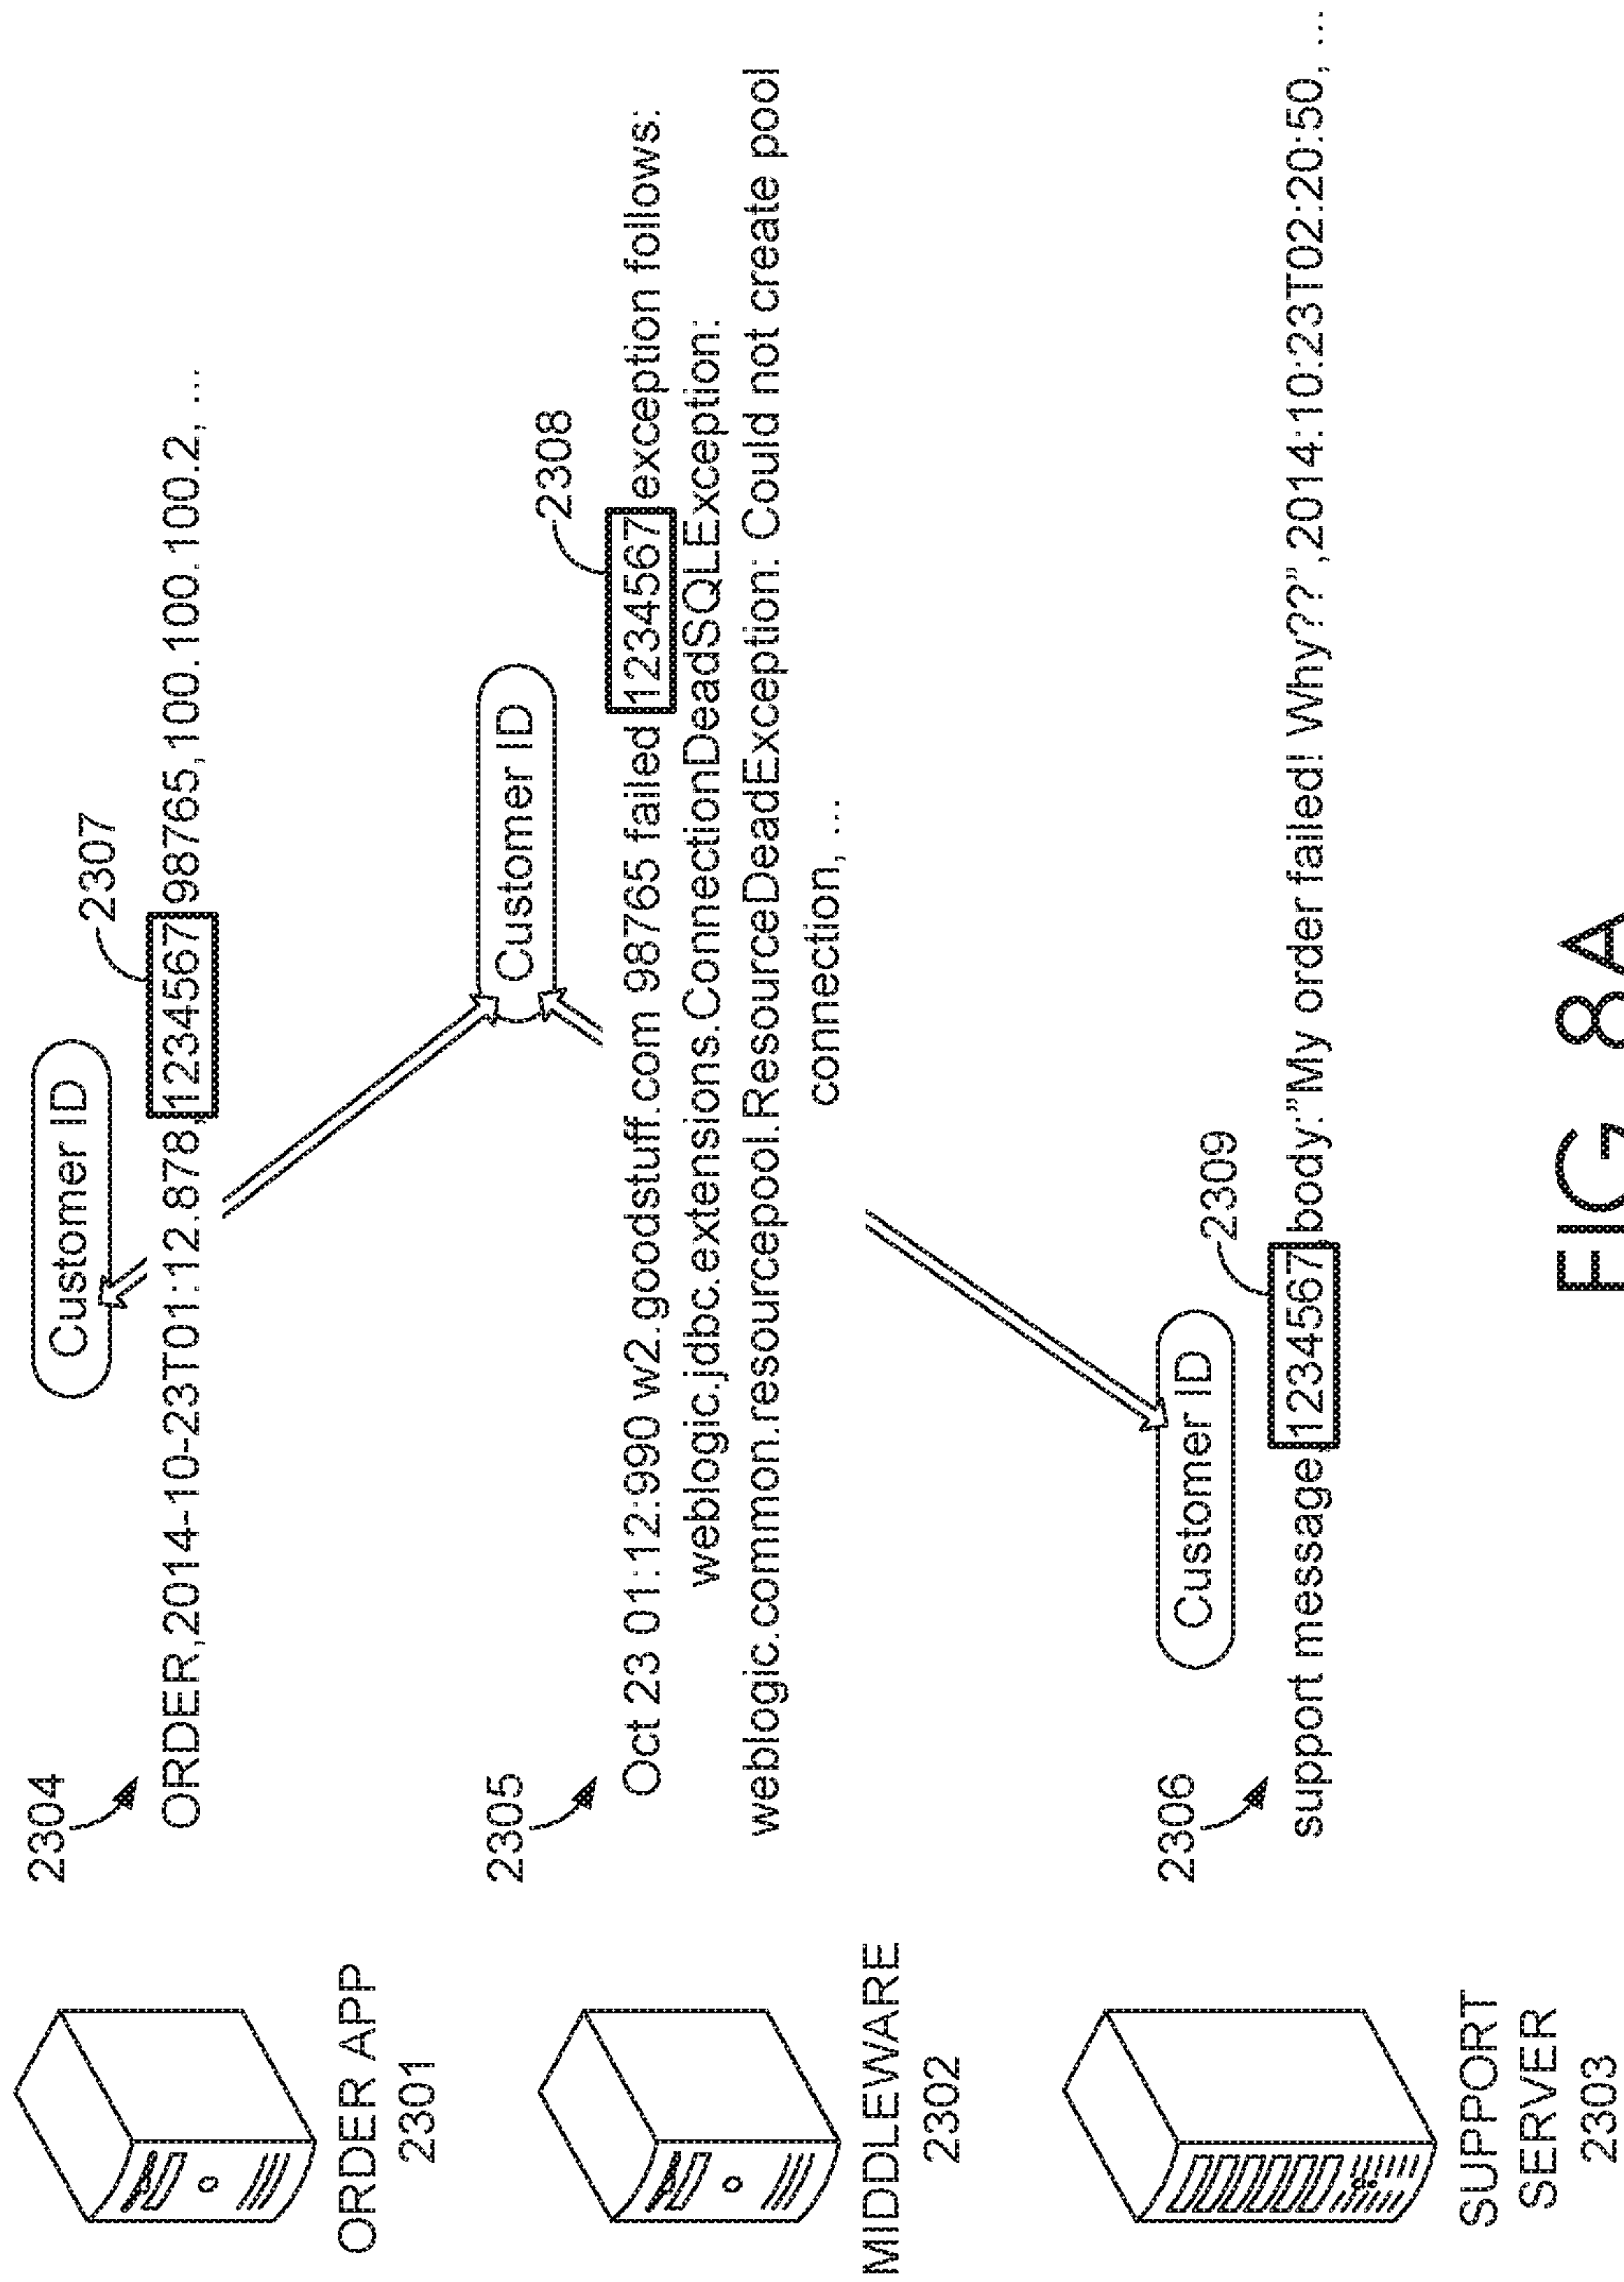 ORDER APP
2301
2304
Customer ID
2307
ORDER,2014-10-23T01:12.878,1234567,98765,100.100.100.2, ...
MIDDLEWARE
2302
2305
Customer ID
2308
Oct 23 01:12:990 w2.goodstuff.com 98765 failed 1234567 exception follows:
weblogic.jdbc.extensions.ConnectionDeadSQLException:
weblogic.common.resourcepool.ResourceDeadException: Could not create pool
connection, ...
SUPPORT
SERVER
2303
2306
Customer ID
2309
support message,1234567,body:"My order failed! Why??",2014:10:23T02:20:50, ...
FIG 8A